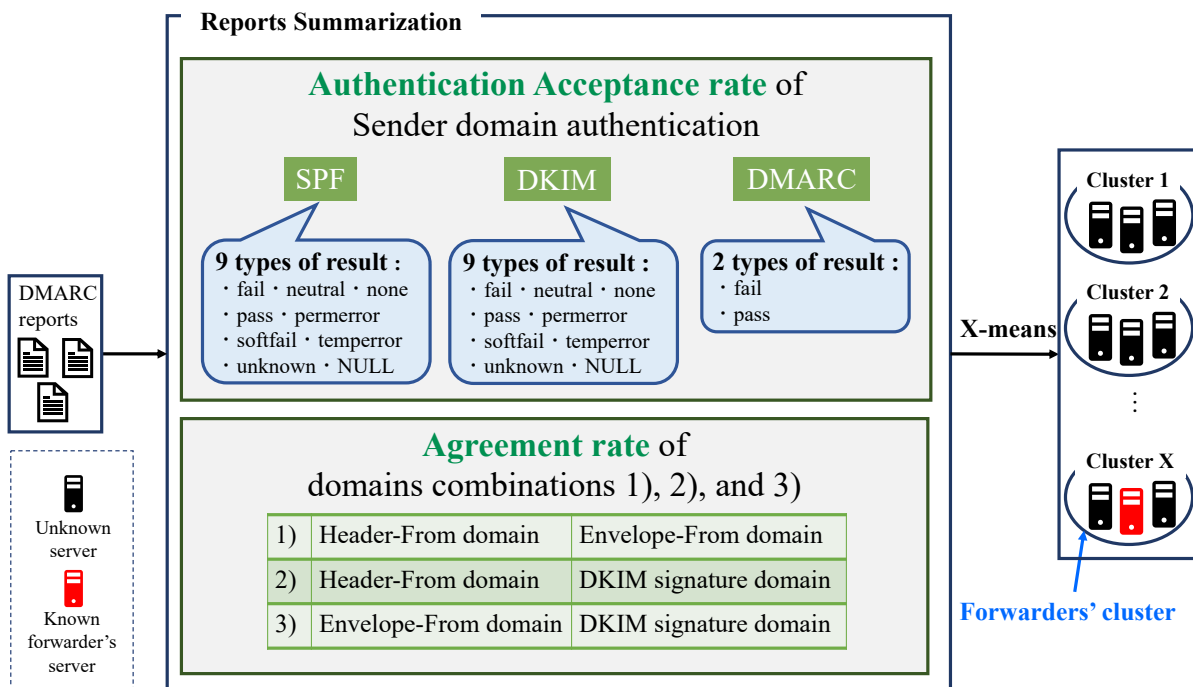 Reports Summarization
Authentication Acceptance rate of
Sender domain authentication
SPF
DKIM
DMARC
9 types of result :
・fail・neutral・none
・pass・permerror
・softfail・temperror
・unknown・NULL
9 types of result :
・fail・neutral・none
・pass・permerror
・softfail・temperror
・unknown・NULL
2 types of result :
・fail
・pass
Agreement rate of
domains combinations 1), 2), and 3)
1) Header-From domain Envelope-From domain
2) Header-From domain DKIM signature domain
3) Envelope-From domain DKIM signature domain
DMARC
reports
Unknown
server
Known
forwarder's
server
X-means
Cluster 1
Cluster 2
⋮
Cluster X
Forwarders' cluster